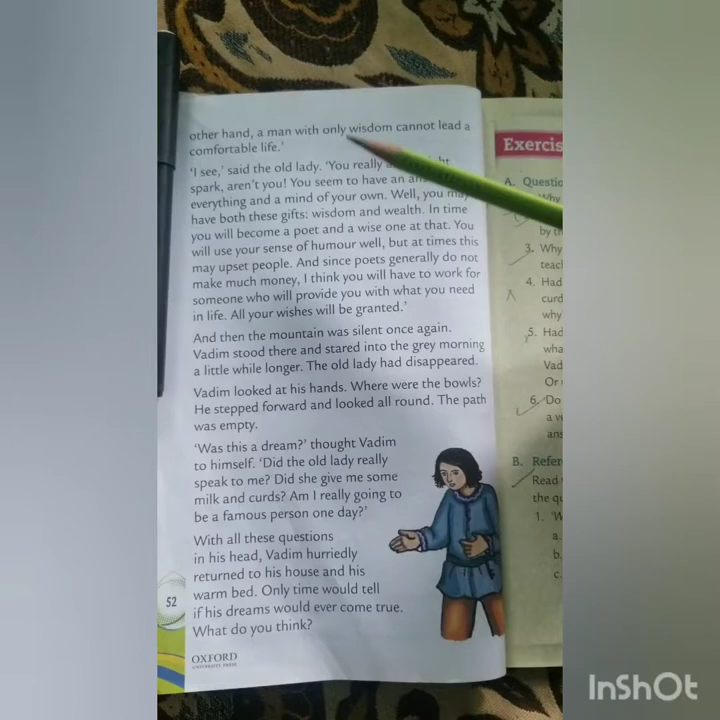 other hand, a man with only wisdom cannot lead a
comfortable life.'
'I see,' said the old lady. 'You really
spark, aren't you! You seem to have an
everything and a mind of your own. Well, you may
have both these gifts: wisdom and wealth. In time
you will become a poet and a wise one at that. You
will use your sense of humour well, but at times this
may upset people. And since poets generally do not
make much money, I think you will have to work for
someone who will provide you with what you need
in life. All your wishes will be granted.'
And then the mountain was silent once again.
Vadim stood there and stared into the grey morning
a little while longer. The old lady had disappeared.
Vadim looked at his hands. Where were the bowls?
He stepped forward and looked all round. The path
was empty.
'Was this a dream?' thought Vadim
to himself. 'Did the old lady really
speak to me? Did she give me some
milk and curds? Am I really going to
be a famous person one day?'
With all these questions
in his head, Vadim hurriedly
returned to his house and his
warm bed. Only time would tell
if his dreams would ever come true.
What do you think?
52
OXFORD
UNIVERSITY PRESS
Exercis
A. Questio
Why
by th
3. Why
teac
4. Had
curd
why
5. Had
wha
Vad
Or
6. Do
a v
ans
B. Refer
Read
the qu
1. 'W
a.
b.
c.
InShOt